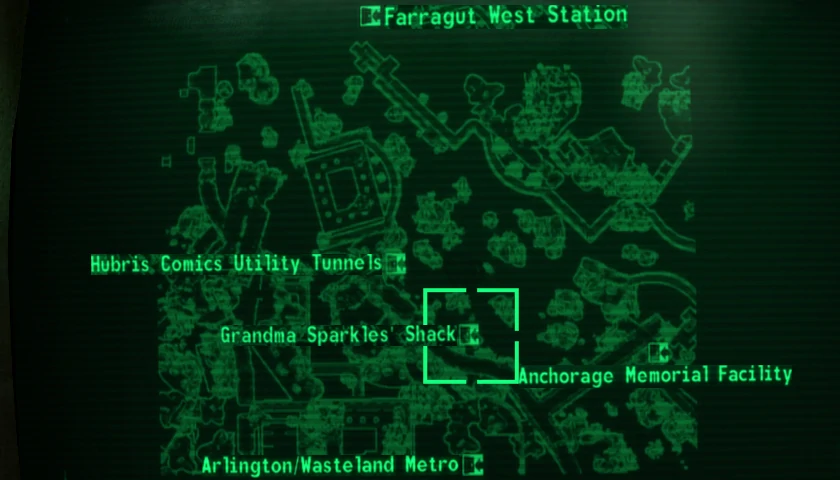 Farragut West Station
Hubris Comics Utility Tunnels
Grandma Sparkles' Shack
Anchorage Memorial Facility
Arlington/Wasteland Metro